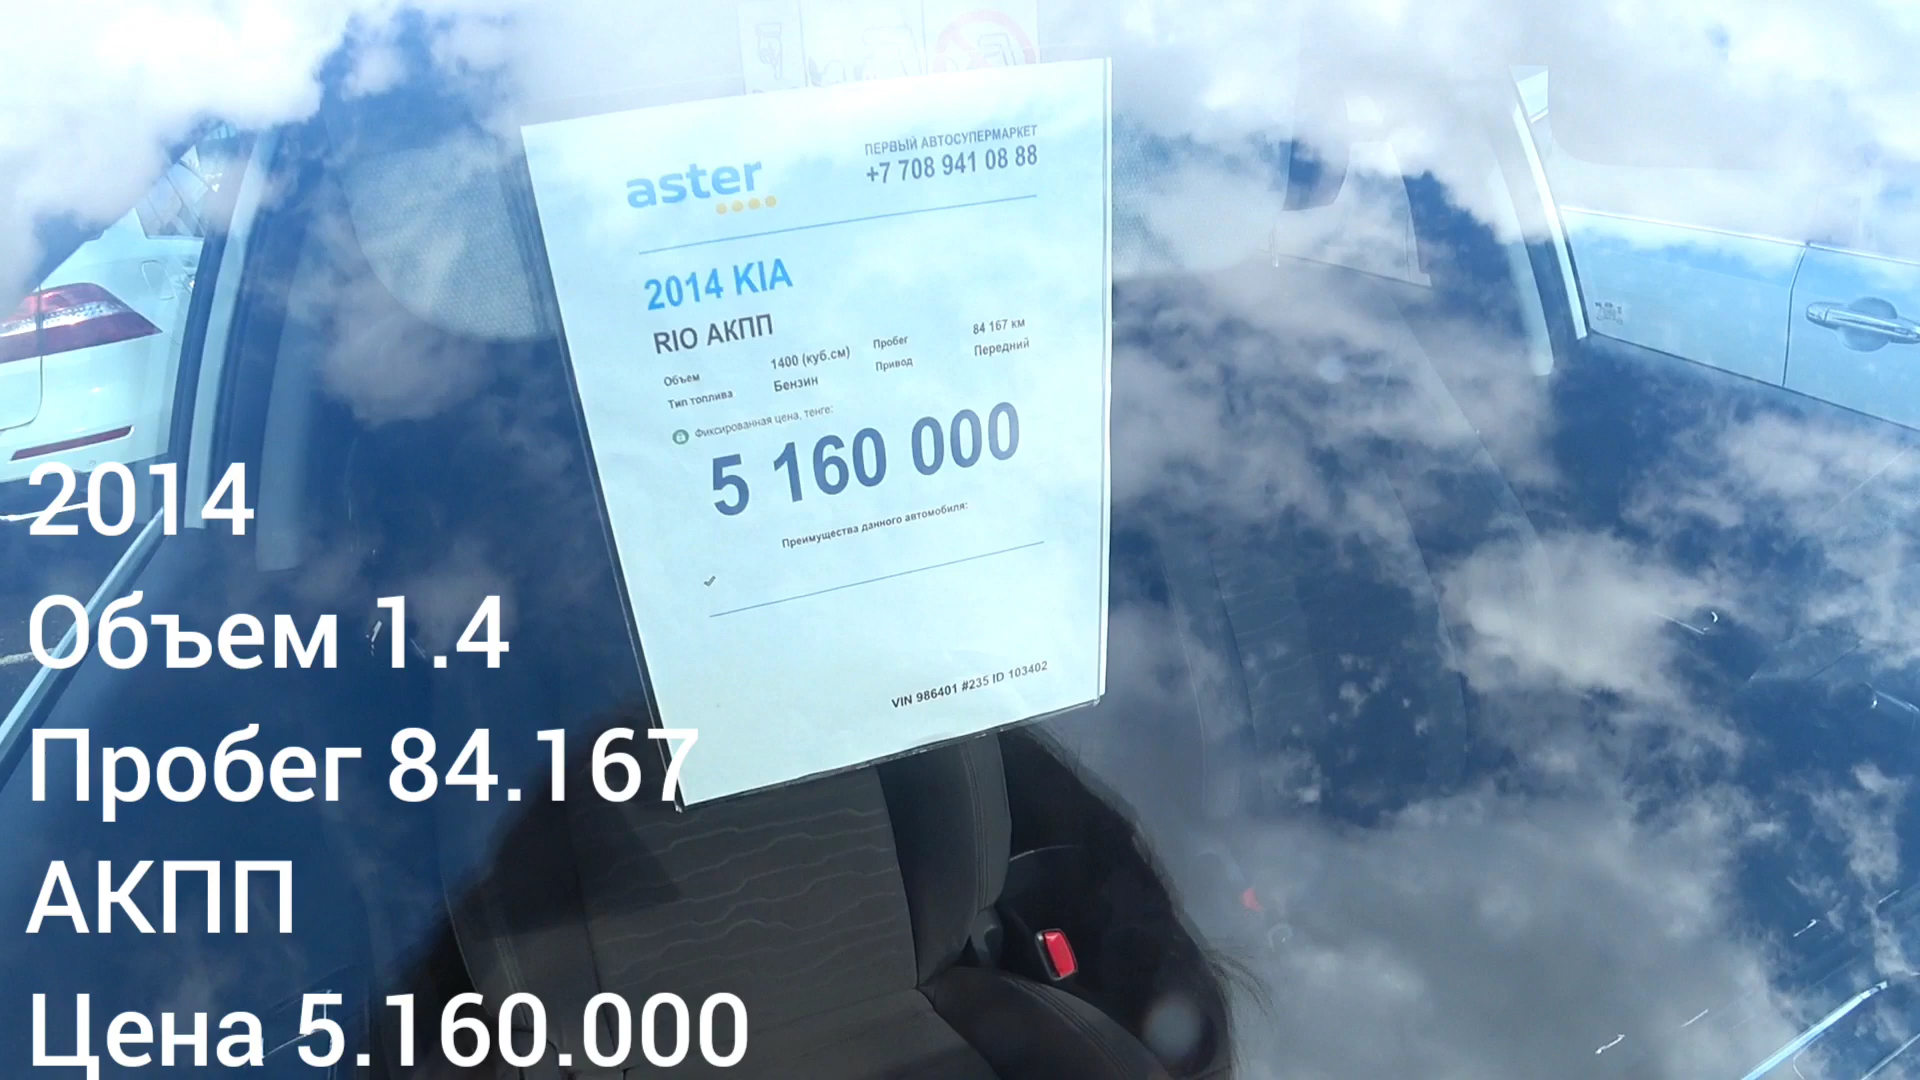 aster
ПЕРВЫЙ АВТОСУПЕРМАРКЕТ
+7 708 941 08 88
2014 KIA
RIO АКПП
Объем 1400 (куб.см) Пробег 84 167 км
Тип топлива Бензин Привод Передний
Фиксированная цена, тенге:
5 160 000
Преимущества данного автомобиля:
VIN 986401 #235 ID 103402
2014
Объем 1.4
Пробег 84.167
АКПП
Цена 5.160.000